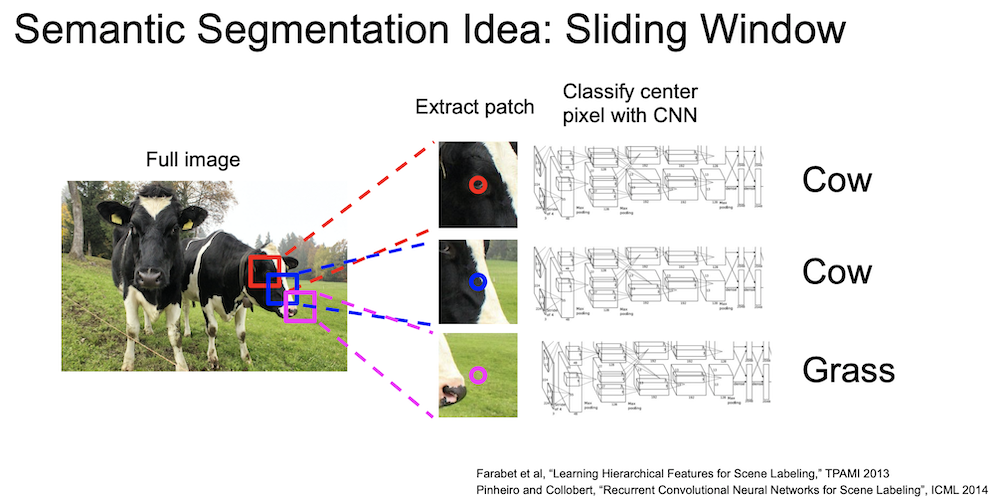 Semantic Segmentation Idea: Sliding Window
Full image
Extract patch
Classify center
pixel with CNN
Cow
Cow
Grass
Farabet et al, “Learning Hierarchical Features for Scene Labeling,” TPAMI 2013
Pinheiro and Collobert, “Recurrent Convolutional Neural Networks for Scene Labeling”, ICML 2014